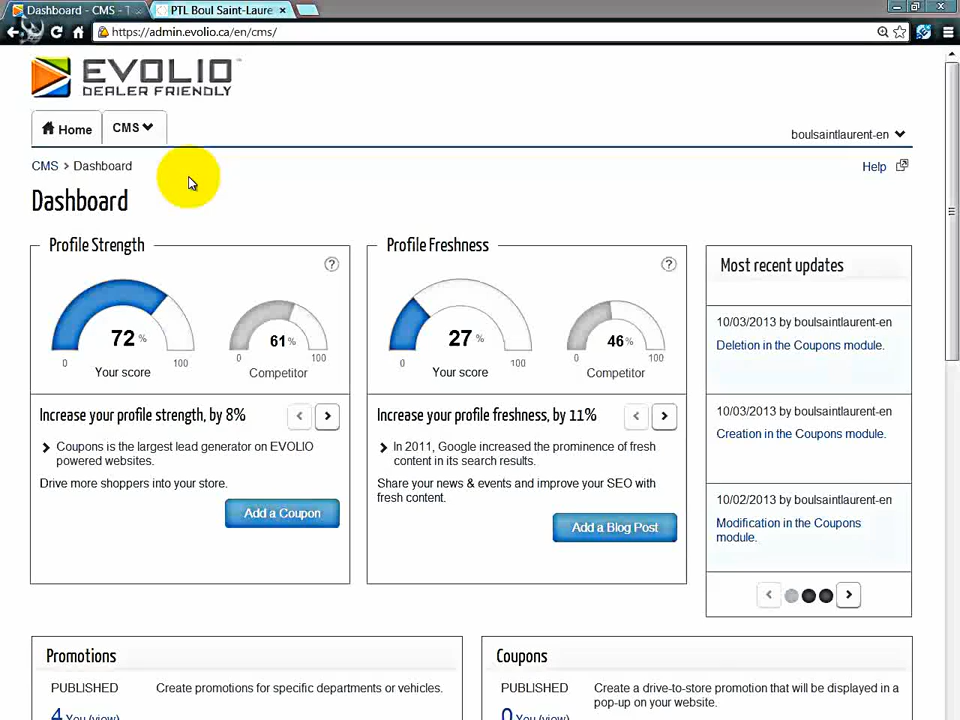 Dashboard - CMS - T
PTL Boul Saint-Laure
https://admin.evolio.ca/en/cms/
EVOLIO™
DEALER FRIENDLY
Home
CMS
boulsaintlaurent-en
CMS > Dashboard
Help
Dashboard
Profile Strength
?
72 %
0
100
Your score
61%
0
100
Competitor
Increase your profile strength, by 8%
Coupons is the largest lead generator on EVOLIO
powered websites.
Drive more shoppers into your store.
Add a Coupon
Profile Freshness
?
27 %
0
100
Your score
46%
0
100
Competitor
Increase your profile freshness, by 11%
In 2011, Google increased the prominence of fresh
content in its search results.
Share your news & events and improve your SEO with
fresh content.
Add a Blog Post
Most recent updates
10/03/2013 by boulsaintlaurent-en
Deletion in the Coupons module.
10/03/2013 by boulsaintlaurent-en
Creation in the Coupons module.
10/02/2013 by boulsaintlaurent-en
Modification in the Coupons
module.
Promotions
PUBLISHED
Create promotions for specific departments or vehicles.
4 You (view)
Coupons
PUBLISHED
Create a drive-to-store promotion that will be displayed in a
pop-up on your website.
0 You (view)